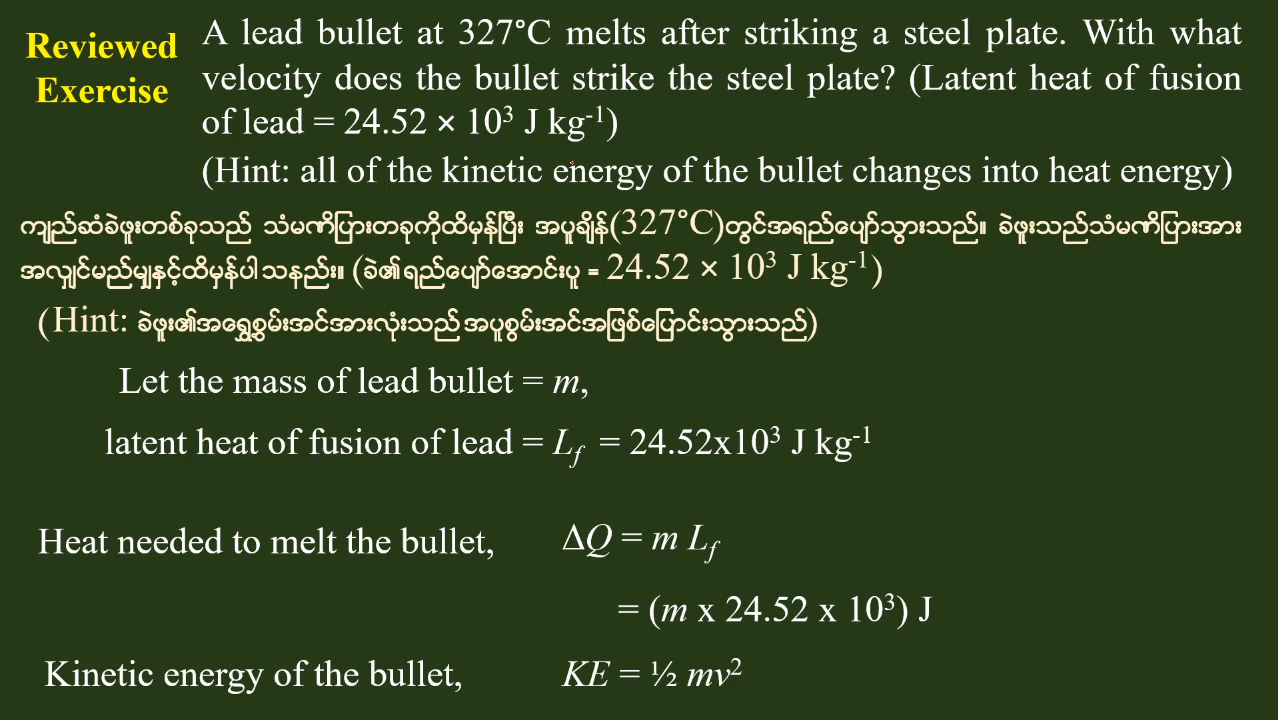 Reviewed
Exercise
A lead bullet at 327°C melts after striking a steel plate. With what
velocity does the bullet strike the steel plate? (Latent heat of fusion
of lead = 24.52 × 10³ J kg⁻¹)
(Hint: all of the kinetic energy of the bullet changes into heat energy)
ကျည်ဆံခဲဖူးတစ်ခုသည် သံမဏိပြားတခုကိုထိမှန်ပြီး အပူချိန်(327°C)တွင်အရည်ပျော်သွားသည်။ ခဲဖူးသည်သံမဏိပြားအား
အလျှင်မည်မျှနှင့်ထိမှန်ပါသနည်း။ (ခဲ၏ရည်ပျော်အောင်းပူ = 24.52 × 10³ J kg⁻¹)
(Hint: ခဲဖူး၏အရွှေ့စွမ်းအင်အားလုံးသည် အပူစွမ်းအင်အဖြစ်ပြောင်းသွားသည်)
Let the mass of lead bullet = m,
latent heat of fusion of lead = L_f = 24.52x10³ J kg⁻¹
Heat needed to melt the bullet, ΔQ = m L_f
= (m x 24.52 x 10³) J
Kinetic energy of the bullet, KE = ½ mv²